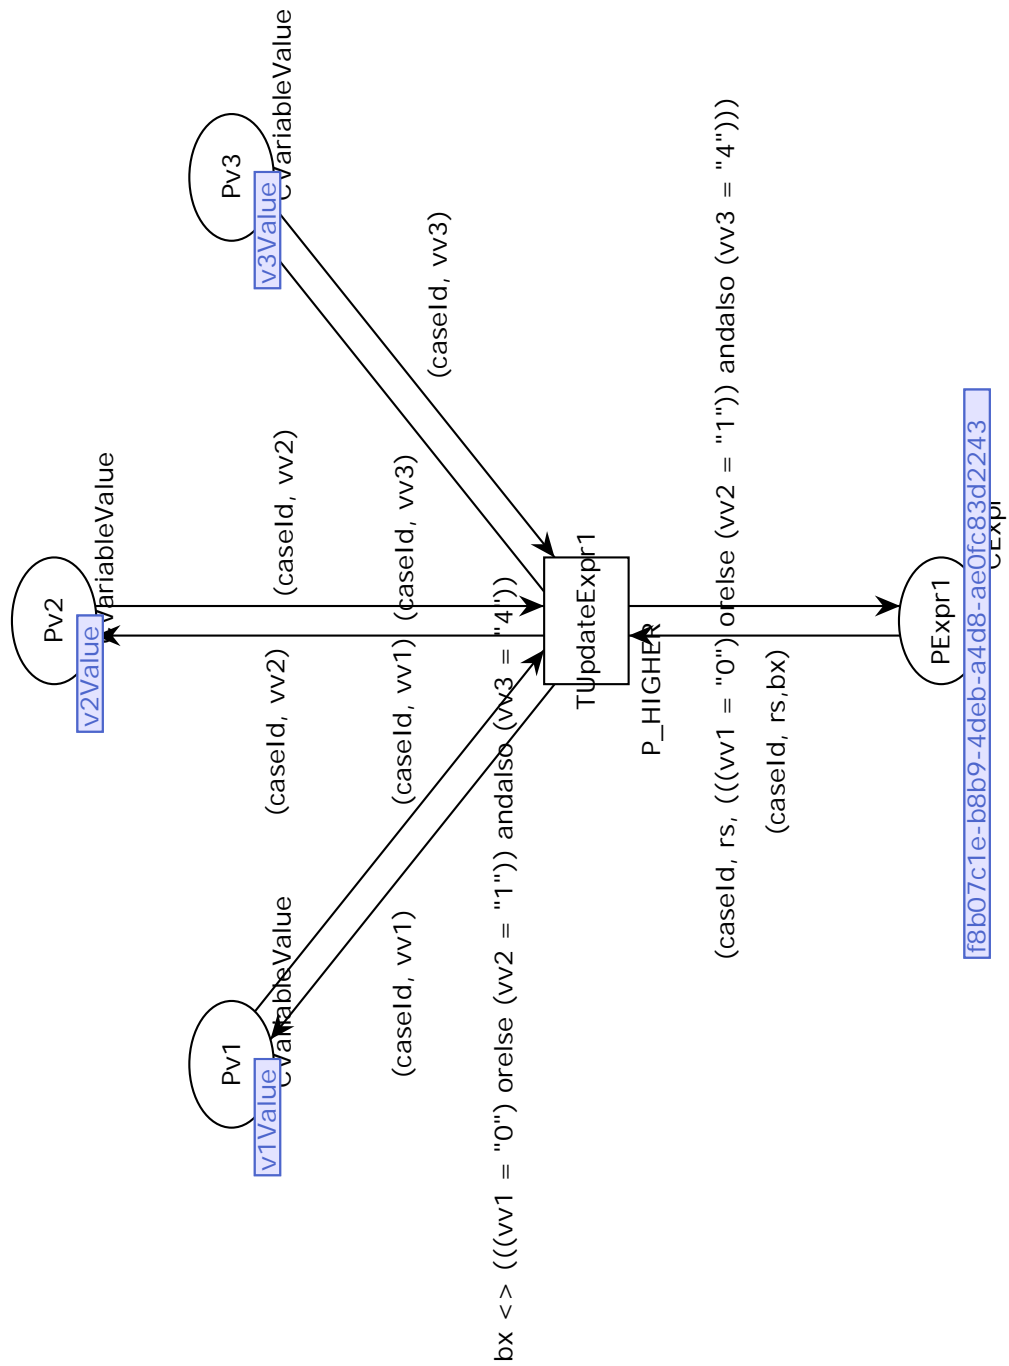 Pv1
CVariableValue
v1Value
Pv2
VariableValue
v2Value
Pv3
CVariableValue
v3Value
(caseId, vv1)
(caseId, vv1)
(caseId, vv2)
(caseId, vv2)
(caseId, vv3)
(caseId, vv3)
bx <> (((vv1 = "0") orelse (vv2 = "1")) andalso (vv3 = "4"))
TUpdateExpr1
P_HIGHER
(caseId, rs, (((vv1 = "0") orelse (vv2 = "1")) andalso (vv3 = "4")))
(caseId, rs,bx)
PExpr1
CExpr
f8b07c1e-b8b9-4deb-a4d8-ae0fc83d2243